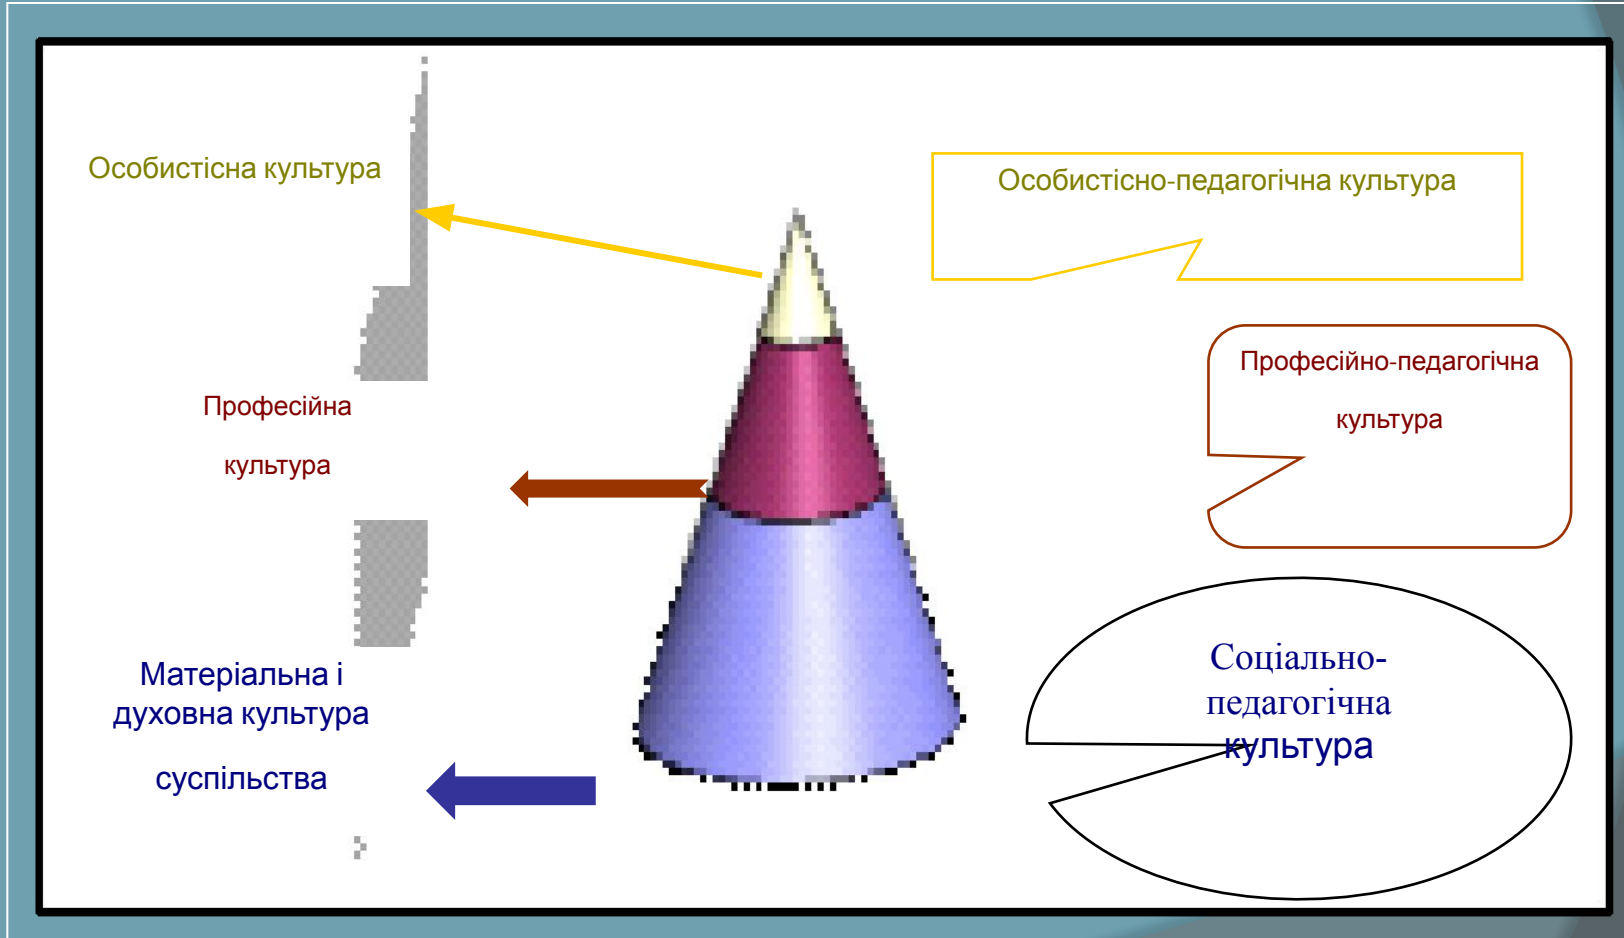 Особистісна культура
Особистісно-педагогічна культура
Професійна
культура
Професійно-педагогічна
культура
Матеріальна і
духовна культура
суспільства
Соціально-
педагогічна
культура